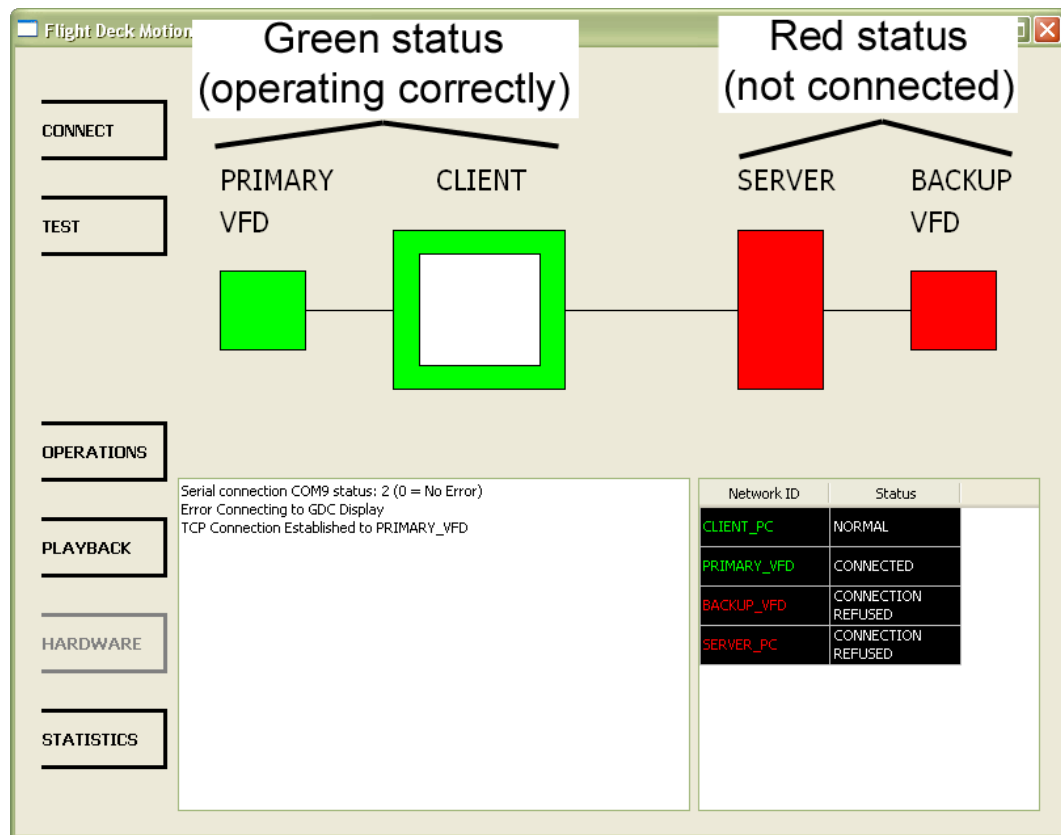 Flight Deck Motion
Green status
(operating correctly)
Red status
(not connected)
CONNECT
TEST
PRIMARY
VFD
CLIENT
SERVER
BACKUP
VFD
OPERATIONS
PLAYBACK
HARDWARE
STATISTICS
Serial connection COM9 status: 2 (0 = No Error)
Error Connecting to GDC Display
TCP Connection Established to PRIMARY_VFD
Network ID Status
CLIENT_PC NORMAL
PRIMARY_VFD CONNECTED
BACKUP_VFD CONNECTION
REFUSED
SERVER_PC CONNECTION
REFUSED